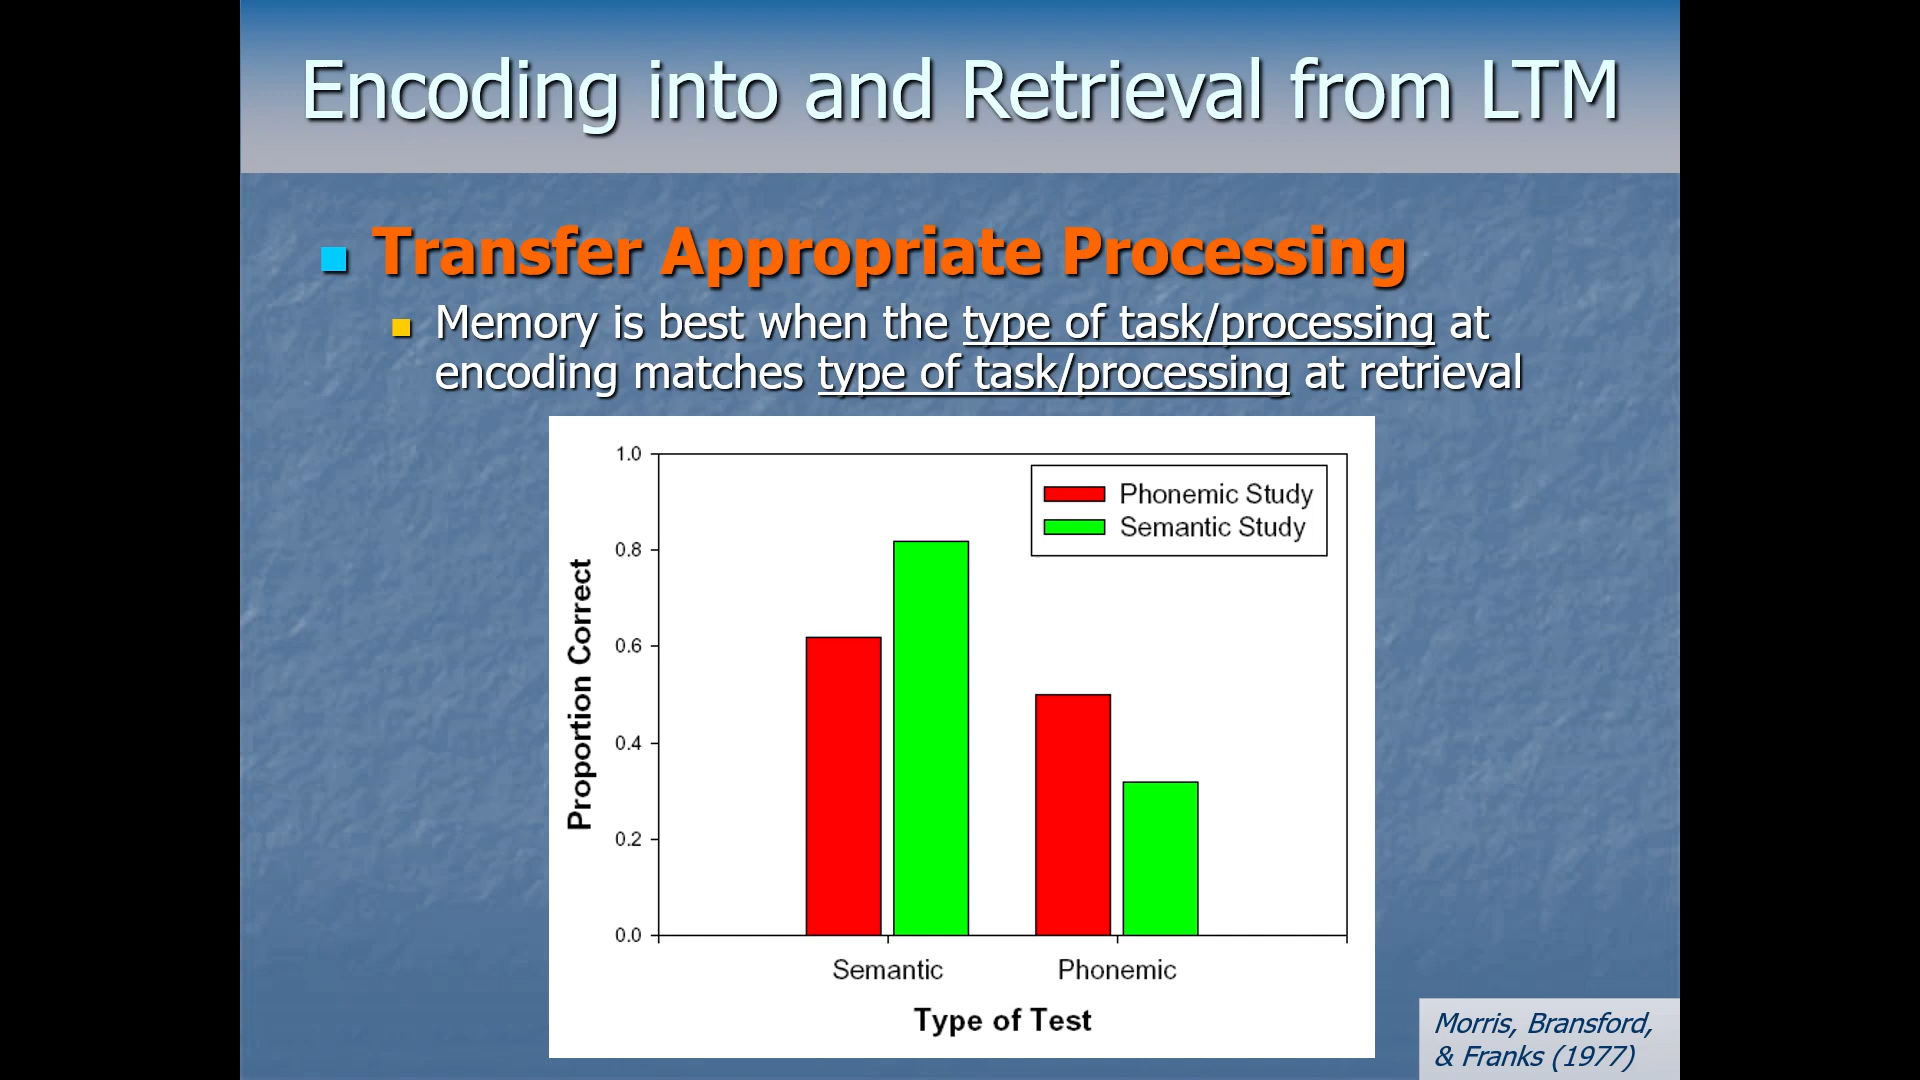 Encoding into and Retrieval from LTM
Transfer Appropriate Processing
Memory is best when the type of task/processing at
encoding matches type of task/processing at retrieval
1.0
0.8
0.6
0.4
0.2
0.0
Proportion Correct
Phonemic Study
Semantic Study
Semantic
Phonemic
Type of Test
Morris, Bransford,
& Franks (1977)